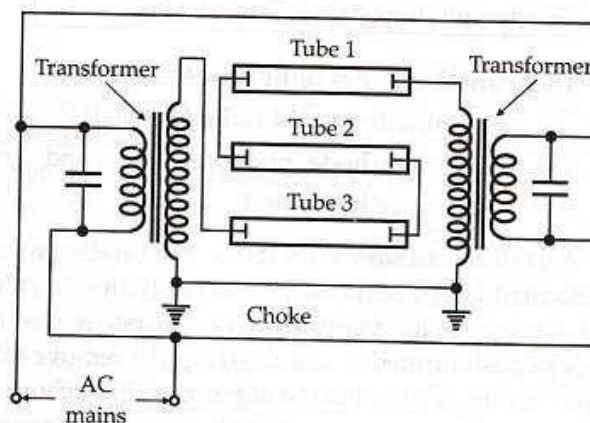 Tube 1
Transformer
Transformer
Tube 2
Tube 3
Choke
AC
mains